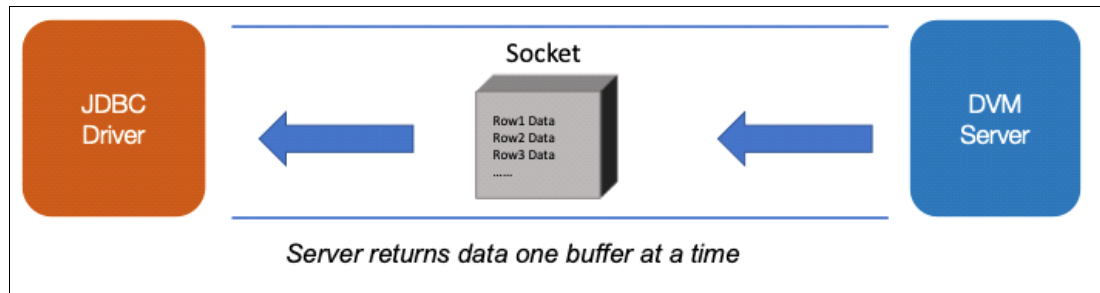 Socket
JDBC
Driver
Row1 Data
Row2 Data
Row3 Data
......
DVM
Server
Server returns data one buffer at a time